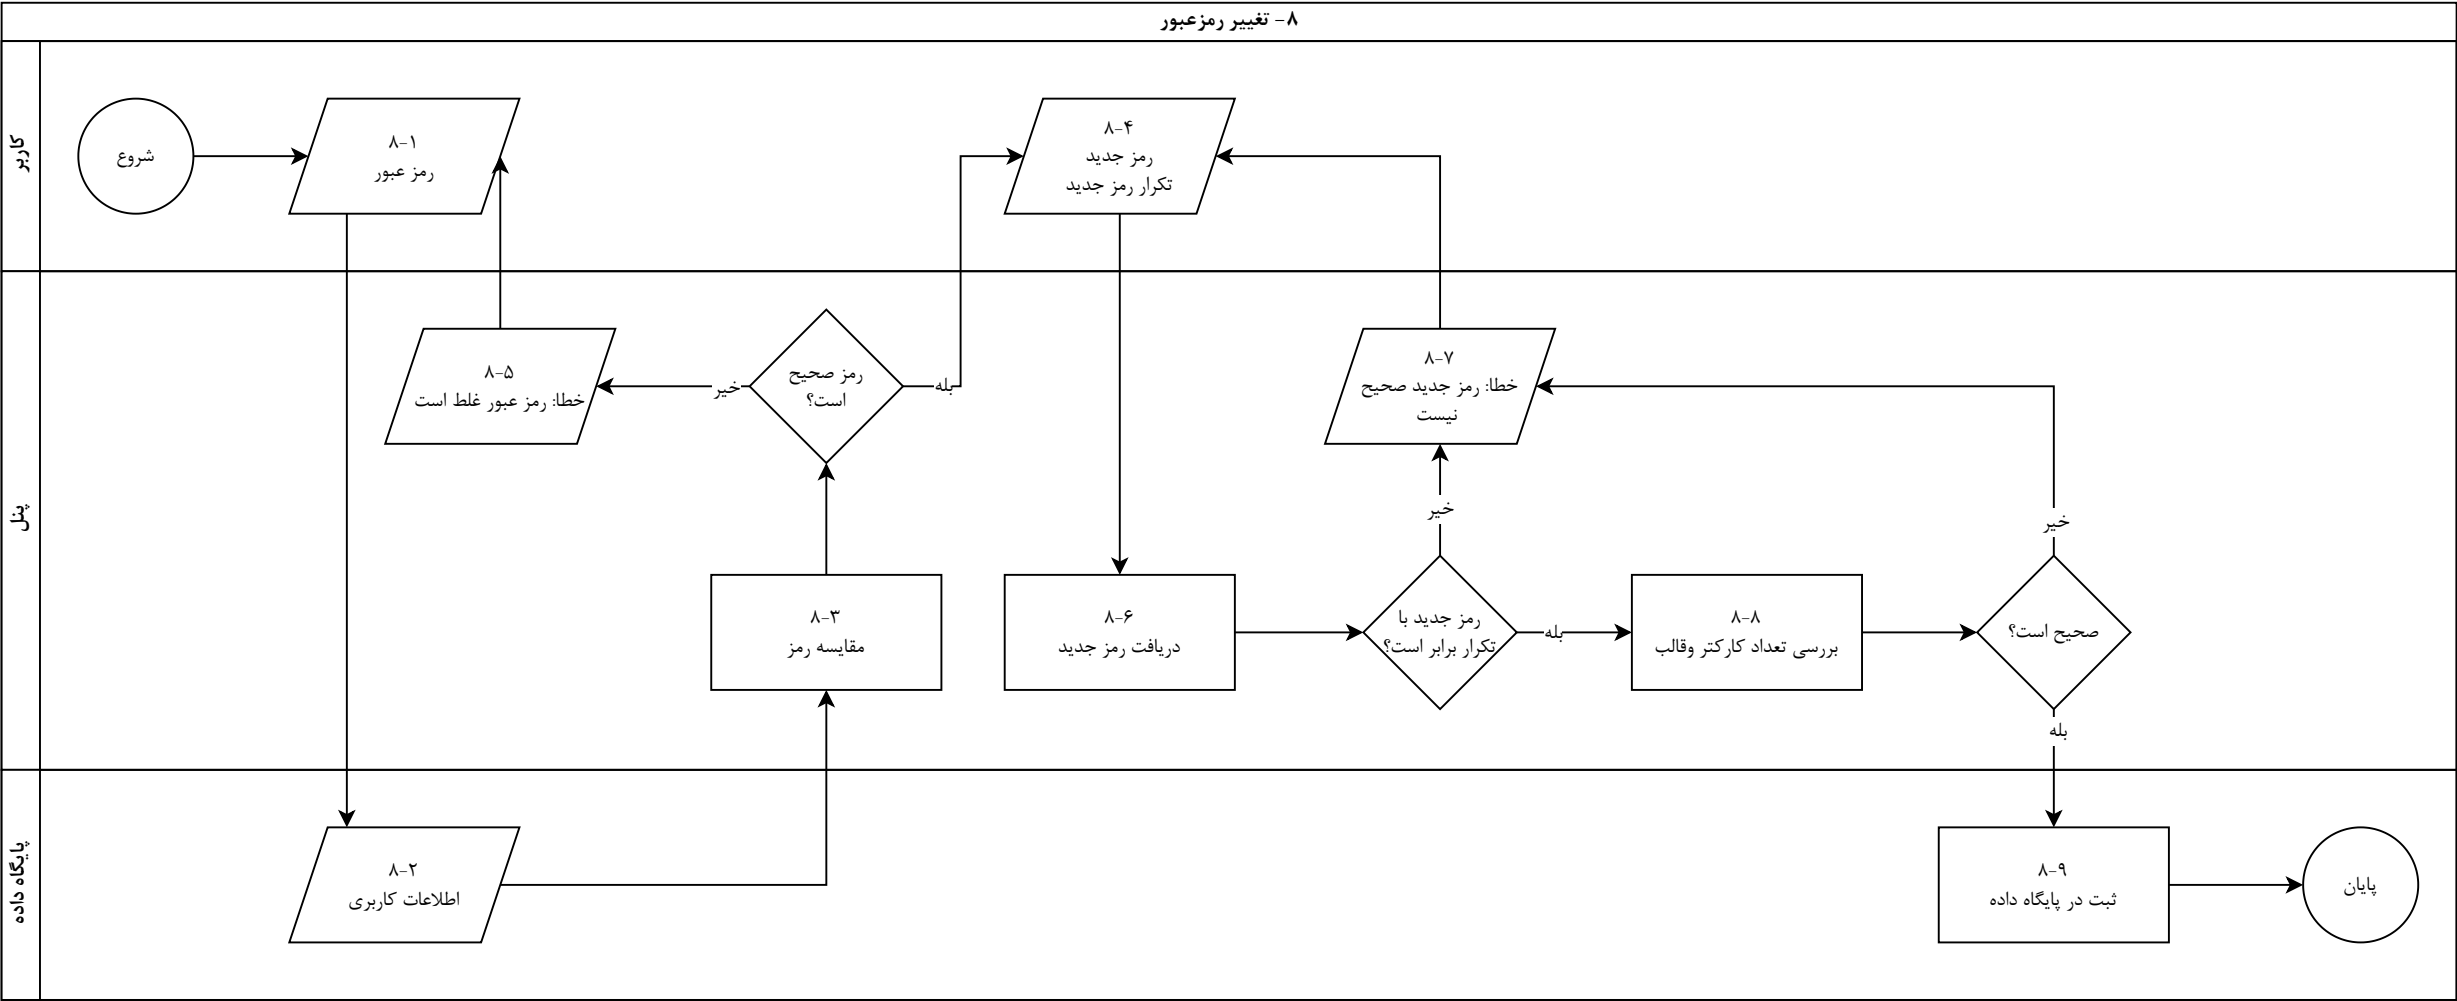 ۸- تغییر رمزعبور
کاربر
شروع
۸-۱
رمز عبور
۸-۴
رمز جدید
تکرار رمز جدید
پنل
۸-۵
خطا: رمز عبور غلط است
خیر
رمز صحیح
است؟
بله
۸-۷
خطا: رمز جدید صحیح
نیست
خیر
خیر
۸-۳
مقایسه رمز
۸-۶
دریافت رمز جدید
رمز جدید با
تکرار برابر است؟
بله
۸-۸
بررسی تعداد کارکتر وقالب
صحیح است؟
بله
پایگاه داده
۸-۲
اطلاعات کاربری
۸-۹
ثبت در پایگاه داده
پایان